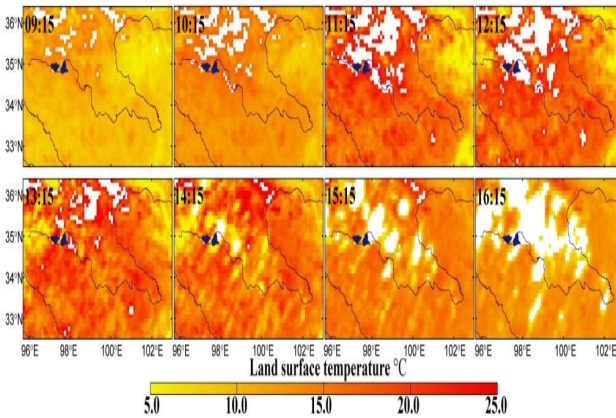 09:15 10:15 11:15 12:15
36°N
35°N
34°N
33°N
13:15 14:15 15:15 16:15
36°N
35°N
34°N
33°N
96°E 98°E 100°E 102°E 96°E 98°E 100°E 102°E 96°E 98°E 100°E 102°E 96°E 98°E 100°E 102°E
Land surface temperature °C
5.0 10.0 15.0 20.0 25.0